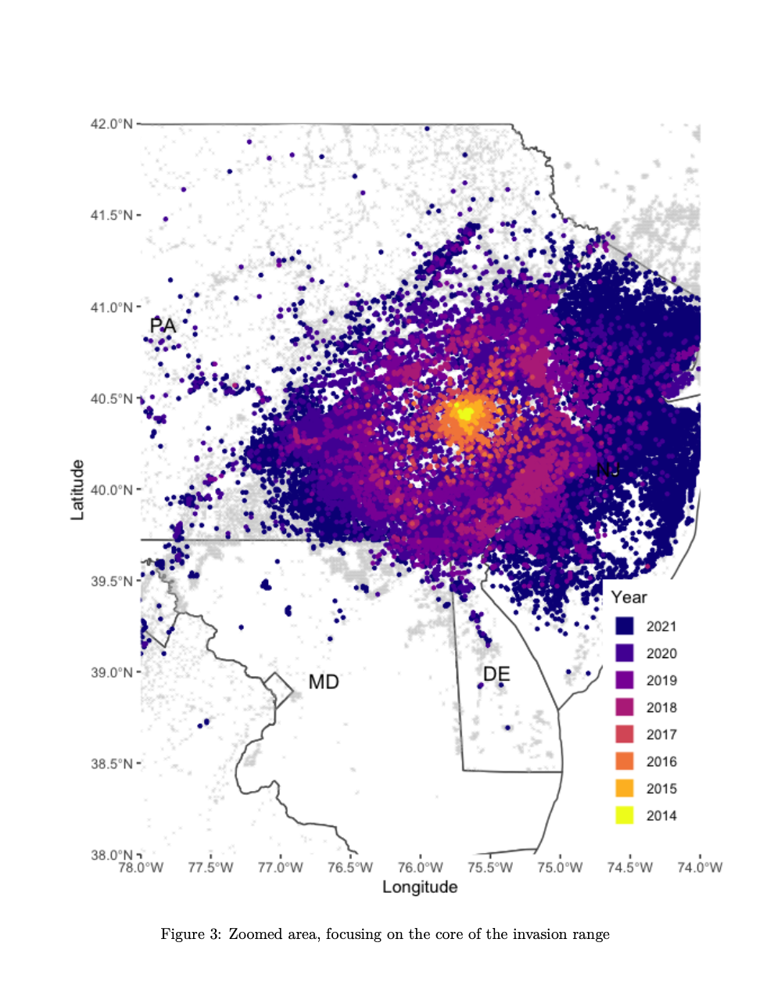 42.0°N
41.5°N
41.0°N
PA
40.5°N
40.0°N
NJ
39.5°N
39.0°N
38.5°N
38.0°N
Latitude
MD
DE
Year
2021
2020
2019
2018
2017
2016
2015
2014
78.0°W 77.5°W 77.0°W 76.5°W 76.0°W 75.5°W 75.0°W 74.5°W 74.0°W
Longitude
Figure 3: Zoomed area, focusing on the core of the invasion range